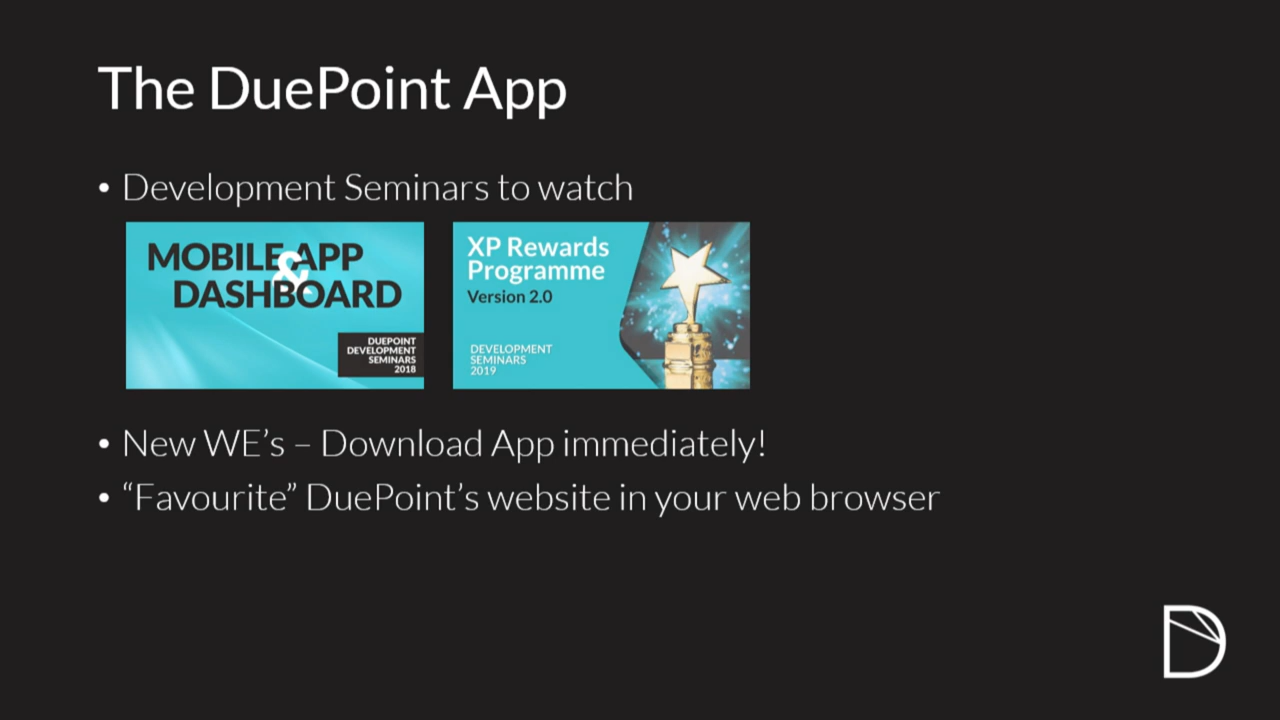 The DuePoint App
• Development Seminars to watch
MOBILE APP
&
DASHBOARD
DUEPOINT
DEVELOPMENT
SEMINARS
2018
XP Rewards
Programme
Version 2.0
DEVELOPMENT
SEMINARS
2019
• New WE’s – Download App immediately!
• “Favourite” DuePoint’s website in your web browser